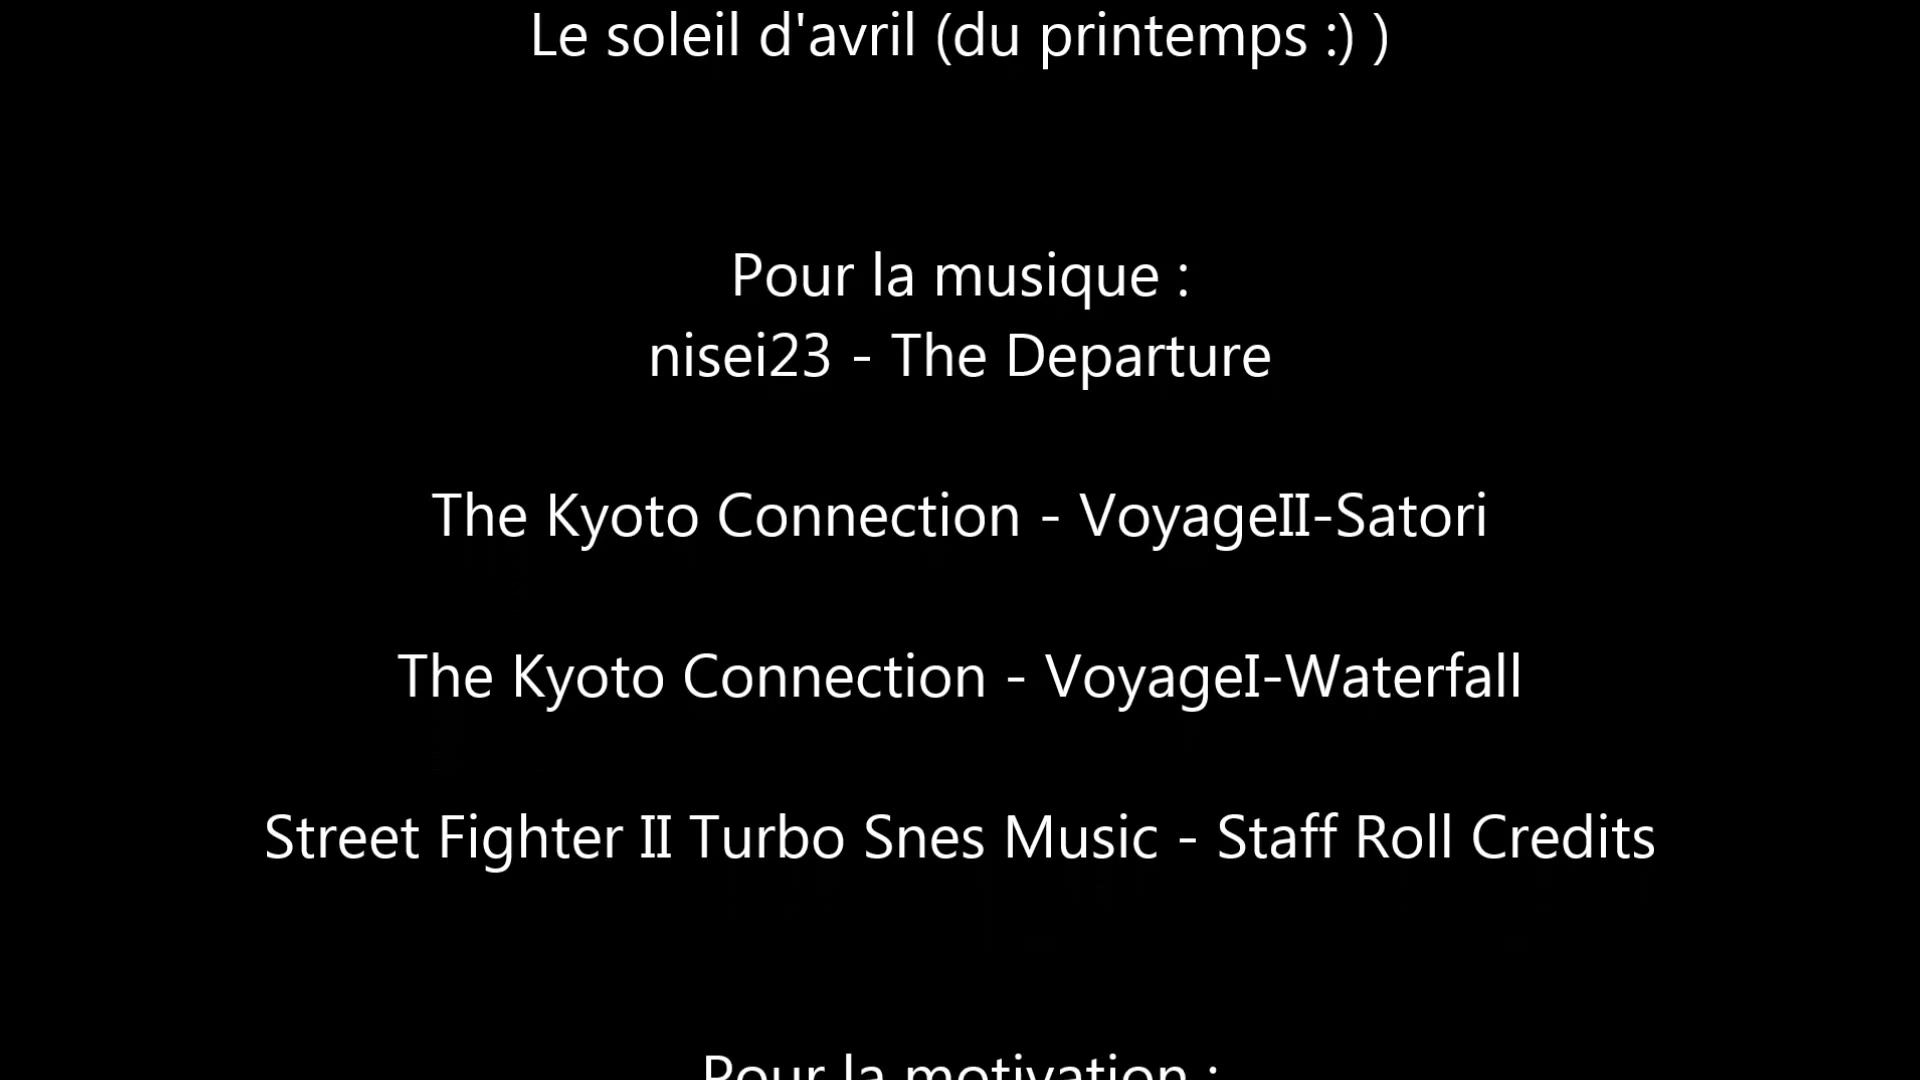 Le soleil d'avril (du printemps :) )
Pour la musique :
nisei23 - The Departure
The Kyoto Connection - VoyageII-Satori
The Kyoto Connection - VoyageI-Waterfall
Street Fighter II Turbo Snes Music - Staff Roll Credits
Pour la motivation :